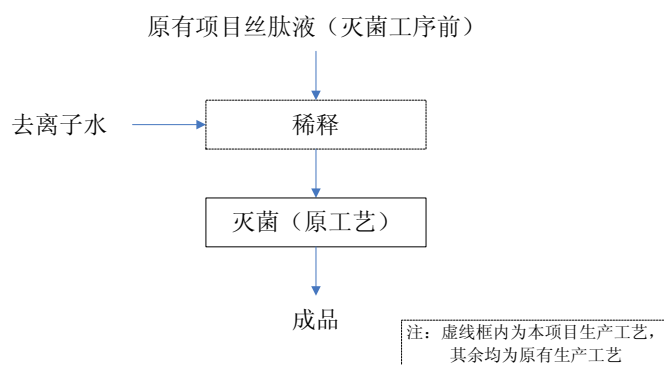 原有项目丝肽液（灭菌工序前）
去离子水
稀释
灭菌（原工艺）
成品
注：虚线框内为本项目生产工艺，
其余均为原有生产工艺